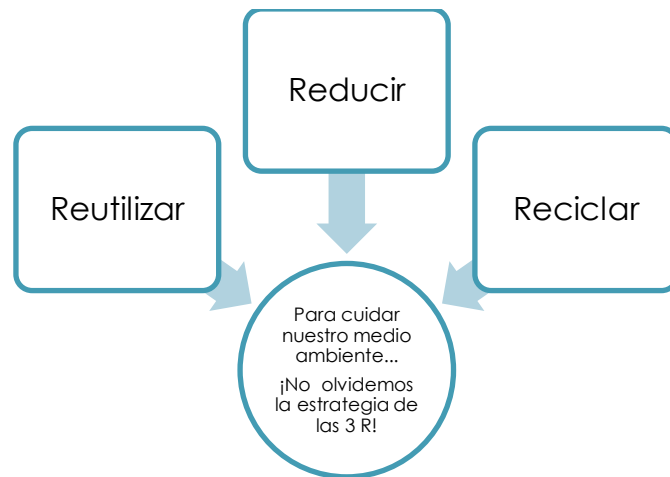 Reducir
Reutilizar
Reciclar
Para cuidar
nuestro medio
ambiente...
¡No olvidemos
la estrategia de
las 3 R!